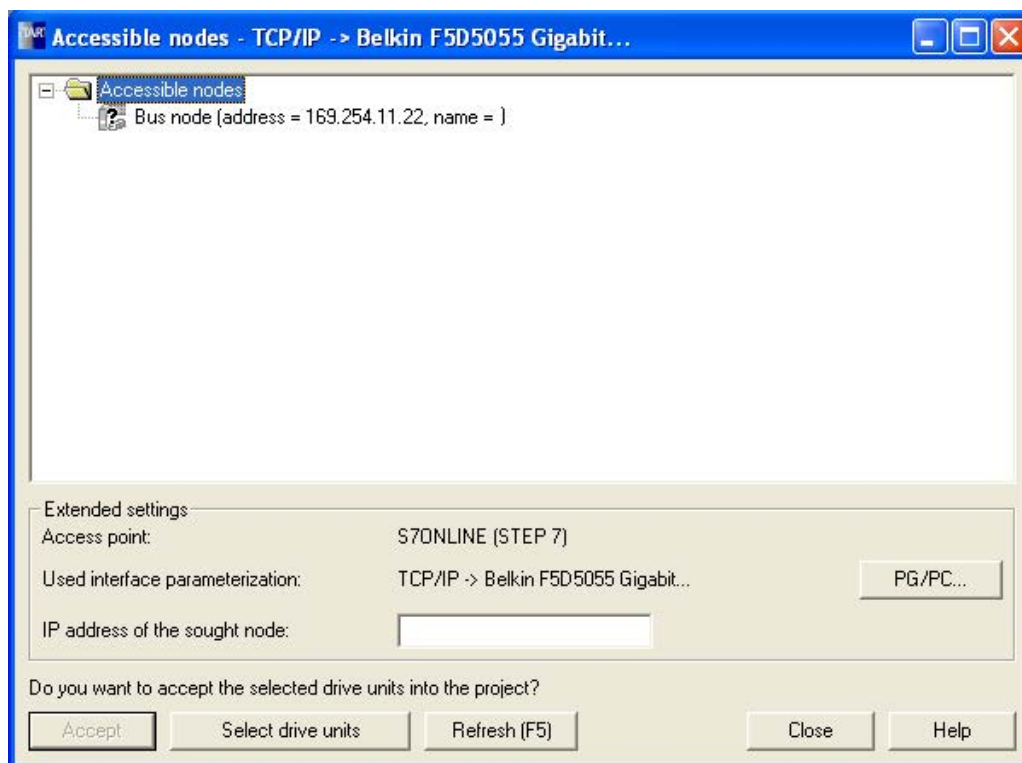 Accessible nodes - TCP/IP -> Belkin F5D5055 Gigabit...
Accessible nodes
Bus node (address = 169.254.11.22, name = )
Extended settings
Access point: S7ONLINE (STEP 7)
Used interface parameterization: TCP/IP -> Belkin F5D5055 Gigabit... PG/PC...
IP address of the sought node:
Do you want to accept the selected drive units into the project?
Accept Select drive units Refresh (F5) Close Help